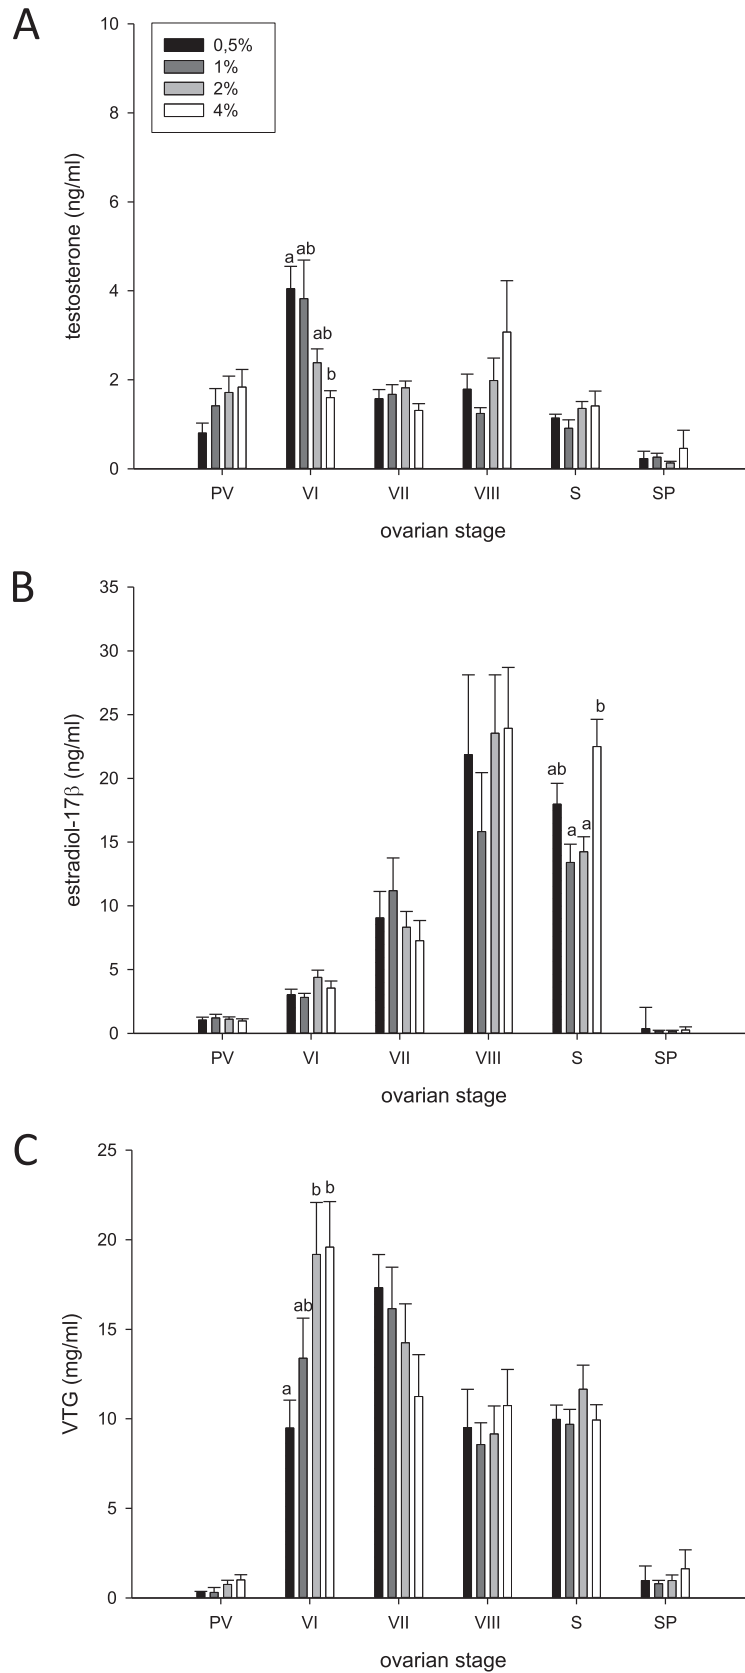 A
10
8
6
4
2
0
testosterone (ng/ml)
0,5%
1%
2%
4%
a
ab
ab
b
PV VI VII VIII S SP
ovarian stage
B
35
30
25
20
15
10
5
0
estradiol-17β (ng/ml)
ab
a
a
b
PV VI VII VIII S SP
ovarian stage
C
25
20
15
10
5
0
VTG (mg/ml)
a
ab
b
b
PV VI VII VIII S SP
ovarian stage